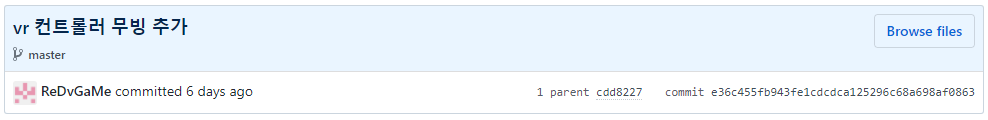 vr 컨트롤러 무빙 추가
Browse files
master
ReDvGaMe committed 6 days ago
1 parent cdd8227 commit e36c455fb943fe1cdcdca125296c68a698af0863